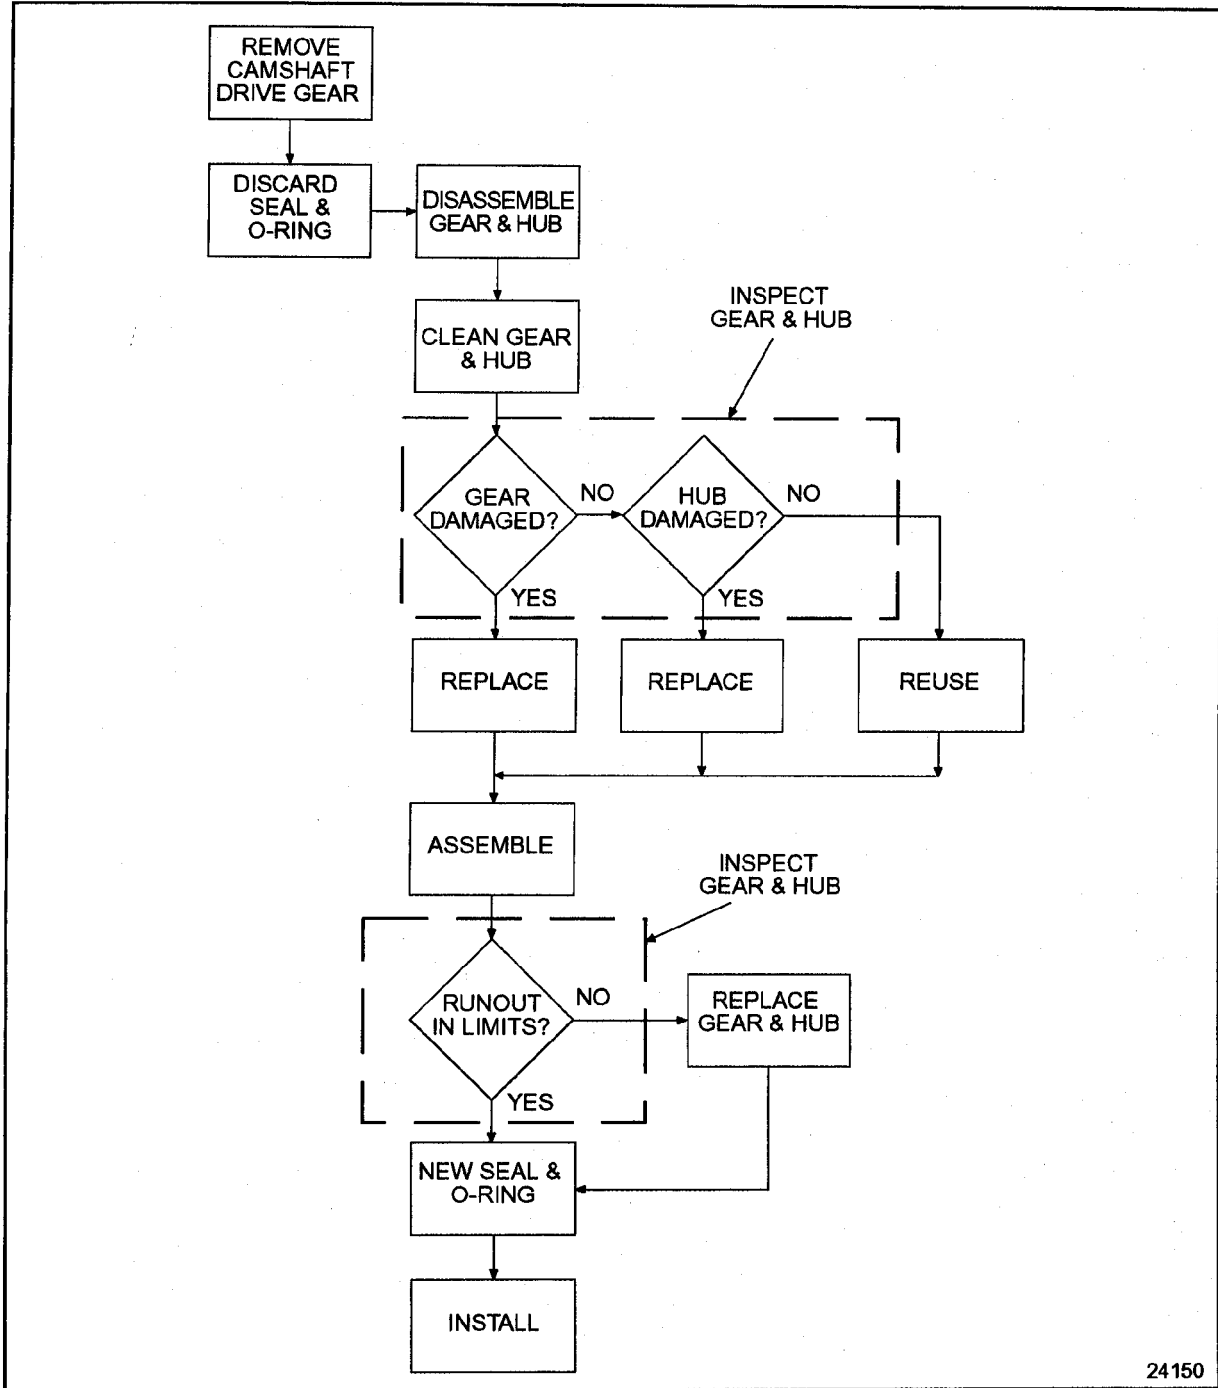 REMOVE
CAMSHAFT
DRIVE GEAR
DISCARD
SEAL &
O-RING
DISASSEMBLE
GEAR & HUB
CLEAN GEAR
& HUB
INSPECT
GEAR & HUB
GEAR
DAMAGED?
NO
HUB
DAMAGED?
NO
YES
YES
REPLACE
REPLACE
REUSE
ASSEMBLE
INSPECT
GEAR & HUB
RUNOUT
IN LIMITS?
NO
REPLACE
GEAR & HUB
YES
NEW SEAL &
O-RING
INSTALL
24150